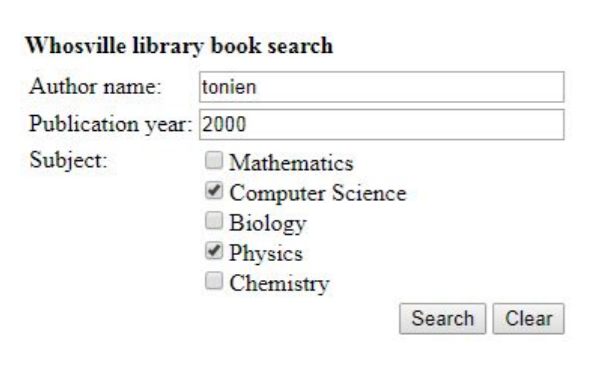 Whosville library book search
Author name: tonien
Publication year: 2000
Subject: Mathematics
Computer Science
Biology
Physics
Chemistry
Search Clear